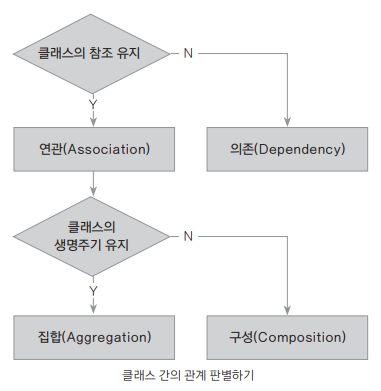 클래스의 참조 유지
N
Y
연관(Association)
의존(Dependency)
클래스의
생명주기 유지
N
Y
집합(Aggregation)
구성(Composition)
클래스 간의 관계 판별하기